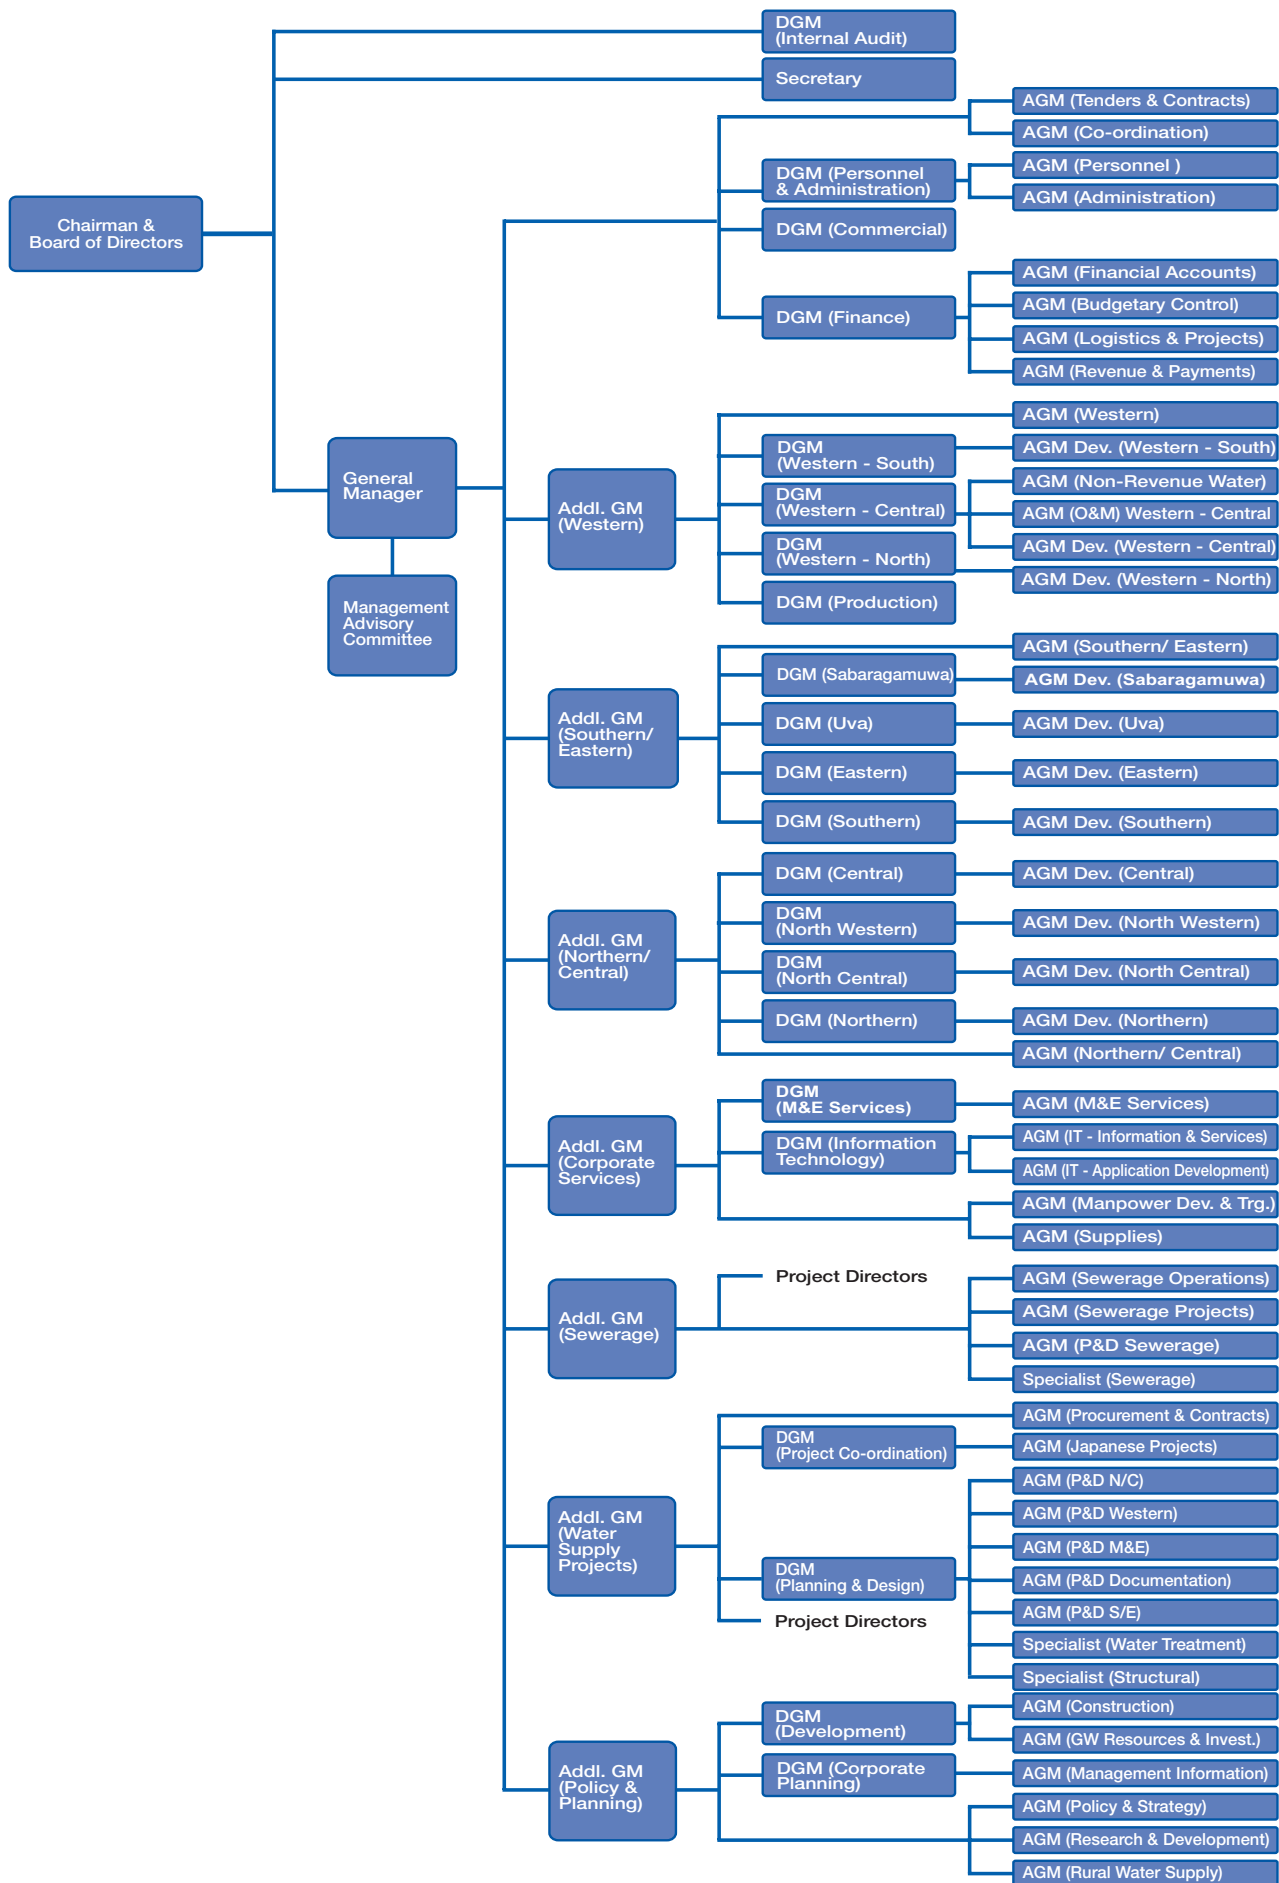 DGM
(Internal Audit)
Secretary
AGM (Tenders & Contracts)
AGM (Co-ordination)
DGM (Personnel
& Administration)
AGM (Personnel )
AGM (Administration)
Chairman &
Board of Directors
DGM (Commercial)
DGM (Finance)
AGM (Financial Accounts)
AGM (Budgetary Control)
AGM (Logistics & Projects)
AGM (Revenue & Payments)
General
Manager
Management
Advisory
Committee
Addl. GM
(Western)
AGM (Western)
DGM
(Western - South)
AGM Dev. (Western - South)
DGM
(Western - Central)
AGM (Non-Revenue Water)
AGM (O&M) Western - Central
AGM Dev. (Western - Central)
DGM
(Western - North)
AGM Dev. (Western - North)
DGM (Production)
Addl. GM
(Southern/
Eastern)
AGM (Southern/ Eastern)
DGM (Sabaragamuwa)
AGM Dev. (Sabaragamuwa)
DGM (Uva)
AGM Dev. (Uva)
DGM (Eastern)
AGM Dev. (Eastern)
DGM (Southern)
AGM Dev. (Southern)
Addl. GM
(Northern/
Central)
DGM (Central)
AGM Dev. (Central)
DGM
(North Western)
AGM Dev. (North Western)
DGM
(North Central)
AGM Dev. (North Central)
DGM (Northern)
AGM Dev. (Northern)
AGM (Northern/ Central)
Addl. GM
(Corporate
Services)
DGM
(M&E Services)
AGM (M&E Services)
DGM (Information
Technology)
AGM (IT - Information & Services)
AGM (IT - Application Development)
AGM (Manpower Dev. & Trg.)
AGM (Supplies)
Addl. GM
(Sewerage)
Project Directors
AGM (Sewerage Operations)
AGM (Sewerage Projects)
AGM (P&D Sewerage)
Specialist (Sewerage)
Addl. GM
(Water
Supply
Projects)
AGM (Procurement & Contracts)
DGM
(Project Co-ordination)
AGM (Japanese Projects)
DGM
(Planning & Design)
AGM (P&D N/C)
AGM (P&D Western)
AGM (P&D M&E)
AGM (P&D Documentation)
AGM (P&D S/E)
Specialist (Water Treatment)
Specialist (Structural)
Project Directors
Addl. GM
(Policy &
Planning)
DGM
(Development)
AGM (Construction)
AGM (GW Resources & Invest.)
DGM (Corporate
Planning)
AGM (Management Information)
AGM (Policy & Strategy)
AGM (Research & Development)
AGM (Rural Water Supply)